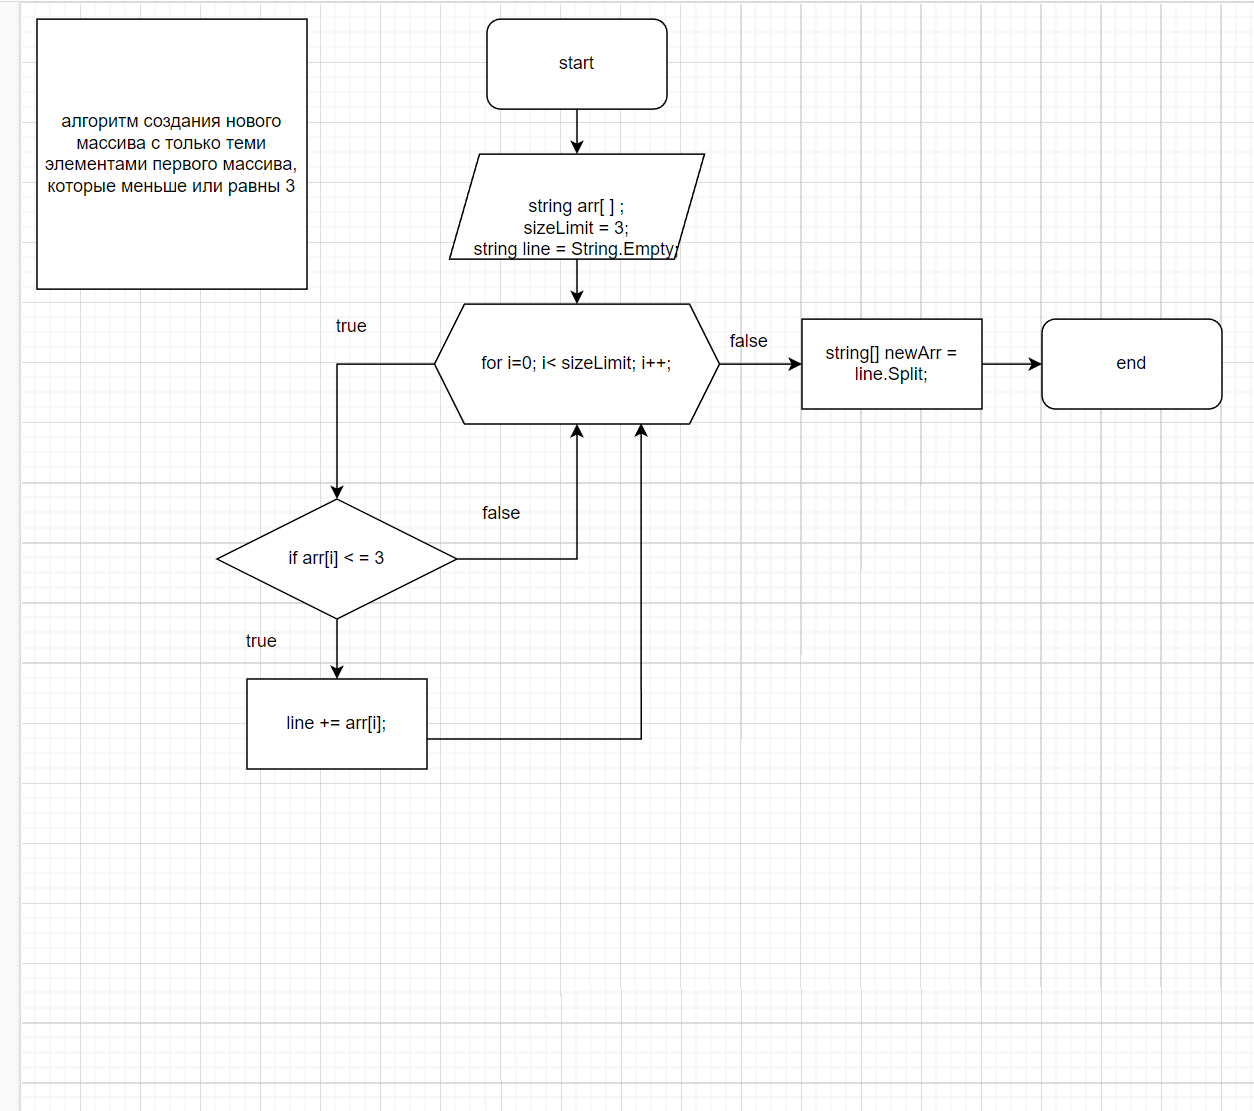 алгоритм создания нового
массива с только теми
элементами первого массива,
которые меньше или равны 3
start
string arr[ ] ;
sizeLimit = 3;
string line = String.Empty;
true
for i=0; i< sizeLimit; i++;
false
string[] newArr =
line.Split;
end
false
if arr[i] < = 3
true
line += arr[i];